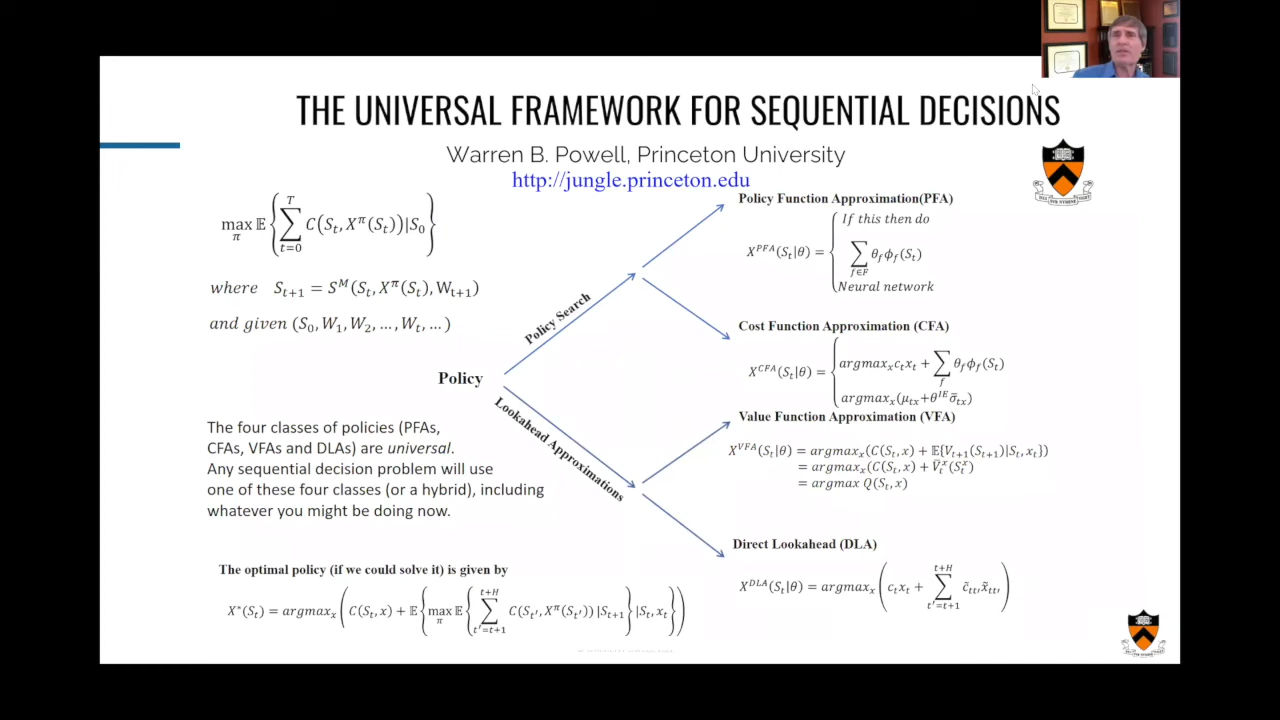 THE UNIVERSAL FRAMEWORK FOR SEQUENTIAL DECISIONS
Warren B. Powell, Princeton University
http://jungle.princeton.edu
max_π 𝔼{∑_{t=0}^{T} C(S_t, X^π(S_t))|S_0}
where S_{t+1} = S^M(S_t, X^π(S_t), W_{t+1})
and given (S_0, W_1, W_2, …, W_t, …)
Policy
Policy Search
Lookahead Approximations
Policy Function Approximation(PFA)
X^{PFA}(S_t|θ) = {
If this then do
∑_{f∈F} θ_f ϕ_f(S_t)
Neural network
Cost Function Approximation (CFA)
X^{CFA}(S_t|θ) = {
argmax_x c_t x_t + ∑_f θ_f ϕ_f(S_t)
argmax_x(μ_{tx}+θ^{IE} σ̄_{tx})
Value Function Approximation (VFA)
X^{VFA}(S_t|θ) = argmax_x(C(S_t, x) + 𝔼{V_{t+1}(S_{t+1})|S_t, x_t})
= argmax_x(C(S_t, x) + V̄_t^x(S_t^x)
= argmax Q(S_t, x)
Direct Lookahead (DLA)
X^{DLA}(S_t|θ) = argmax_x(c_t x_t + ∑_{t'=t+1}^{t+H} c̃_{tt'} x̃_{tt'})
The four classes of policies (PFAs,
CFAs, VFAs and DLAs) are universal.
Any sequential decision problem will use
one of these four classes (or a hybrid), including
whatever you might be doing now.
The optimal policy (if we could solve it) is given by
X^*(S_t) = argmax_x(C(S_t, x) + 𝔼{max_π 𝔼{∑_{t'=t+1}^{t+H} C(S_{t'}, X^π(S_{t'})) |S_{t+1}} |S_t, x_t})